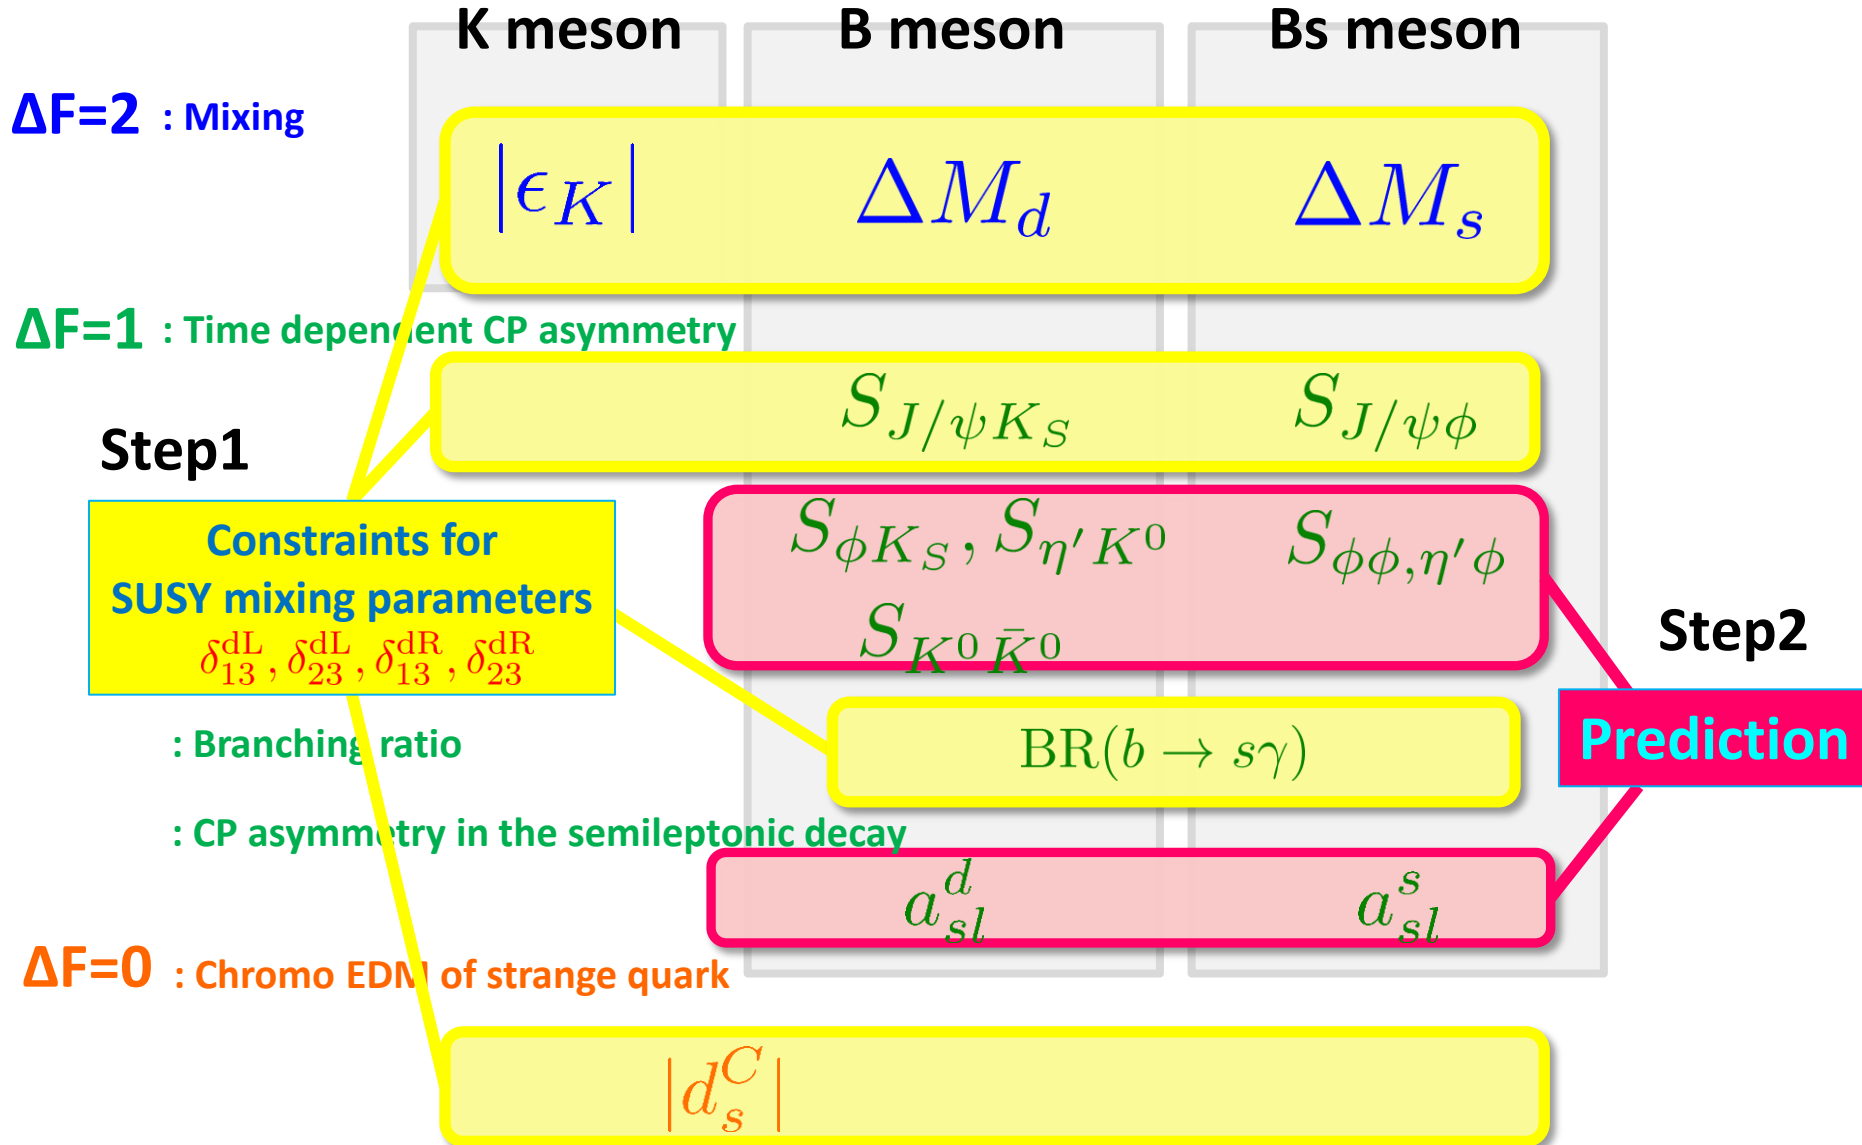 K meson B meson Bs meson
ΔF=2 : Mixing
|ϵ_K| ΔM_d ΔM_s
ΔF=1 : Time dependent CP asymmetry
S_{J/ψK_S} S_{J/ψϕ}
Step1
Constraints for
SUSY mixing parameters
δ_{13}^{dL}, δ_{23}^{dL}, δ_{13}^{dR}, δ_{23}^{dR}
S_{ϕK_S}, S_{η′K^0} S_{ϕϕ,η′ϕ}
S_{K^0 K̄^0}
Step2
Prediction
: Branching ratio
BR(b → sγ)
: CP asymmetry in the semileptonic decay
a_{sl}^{d} a_{sl}^{s}
ΔF=0 : Chromo EDM of strange quark
|d_s^C|